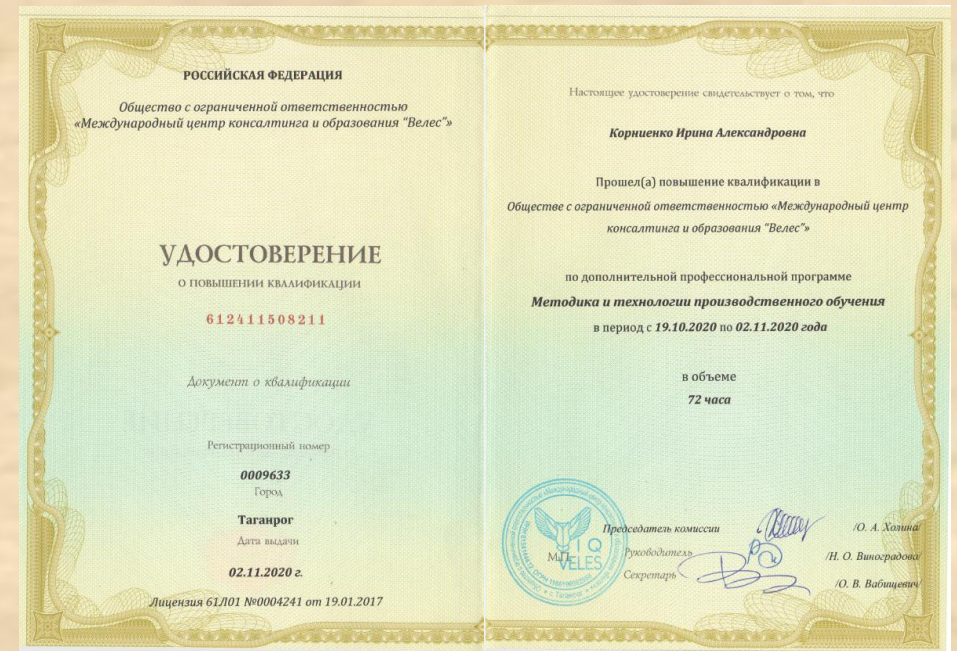 РОССИЙСКАЯ ФЕДЕРАЦИЯ
Общество с ограниченной ответственностью
«Международный центр консалтинга и образования "Велес"»
УДОСТОВЕРЕНИЕ
О ПОВЫШЕНИИ КВАЛИФИКАЦИИ
612411508211
Документ о квалификации
Регистрационный номер
0009633
Город
Таганрог
Дата выдачи
02.11.2020 г.
Лицензия 61Л01 №0004241 от 19.01.2017
Настоящее удостоверение свидетельствует о том, что
Корниенко Ирина Александровна
Прошел(а) повышение квалификации в
Обществе с ограниченной ответственностью «Международный центр
консалтинга и образования "Велес"»
по дополнительной профессиональной программе
Методика и технологии производственного обучения
в период с 19.10.2020 по 02.11.2020 года
в объеме
72 часа
Председатель комиссии /О. А. Холина/
М.П. Руководитель /Н. О. Виноградова/
Секретарь /О. В. Вабищевич/
IQ
VELES